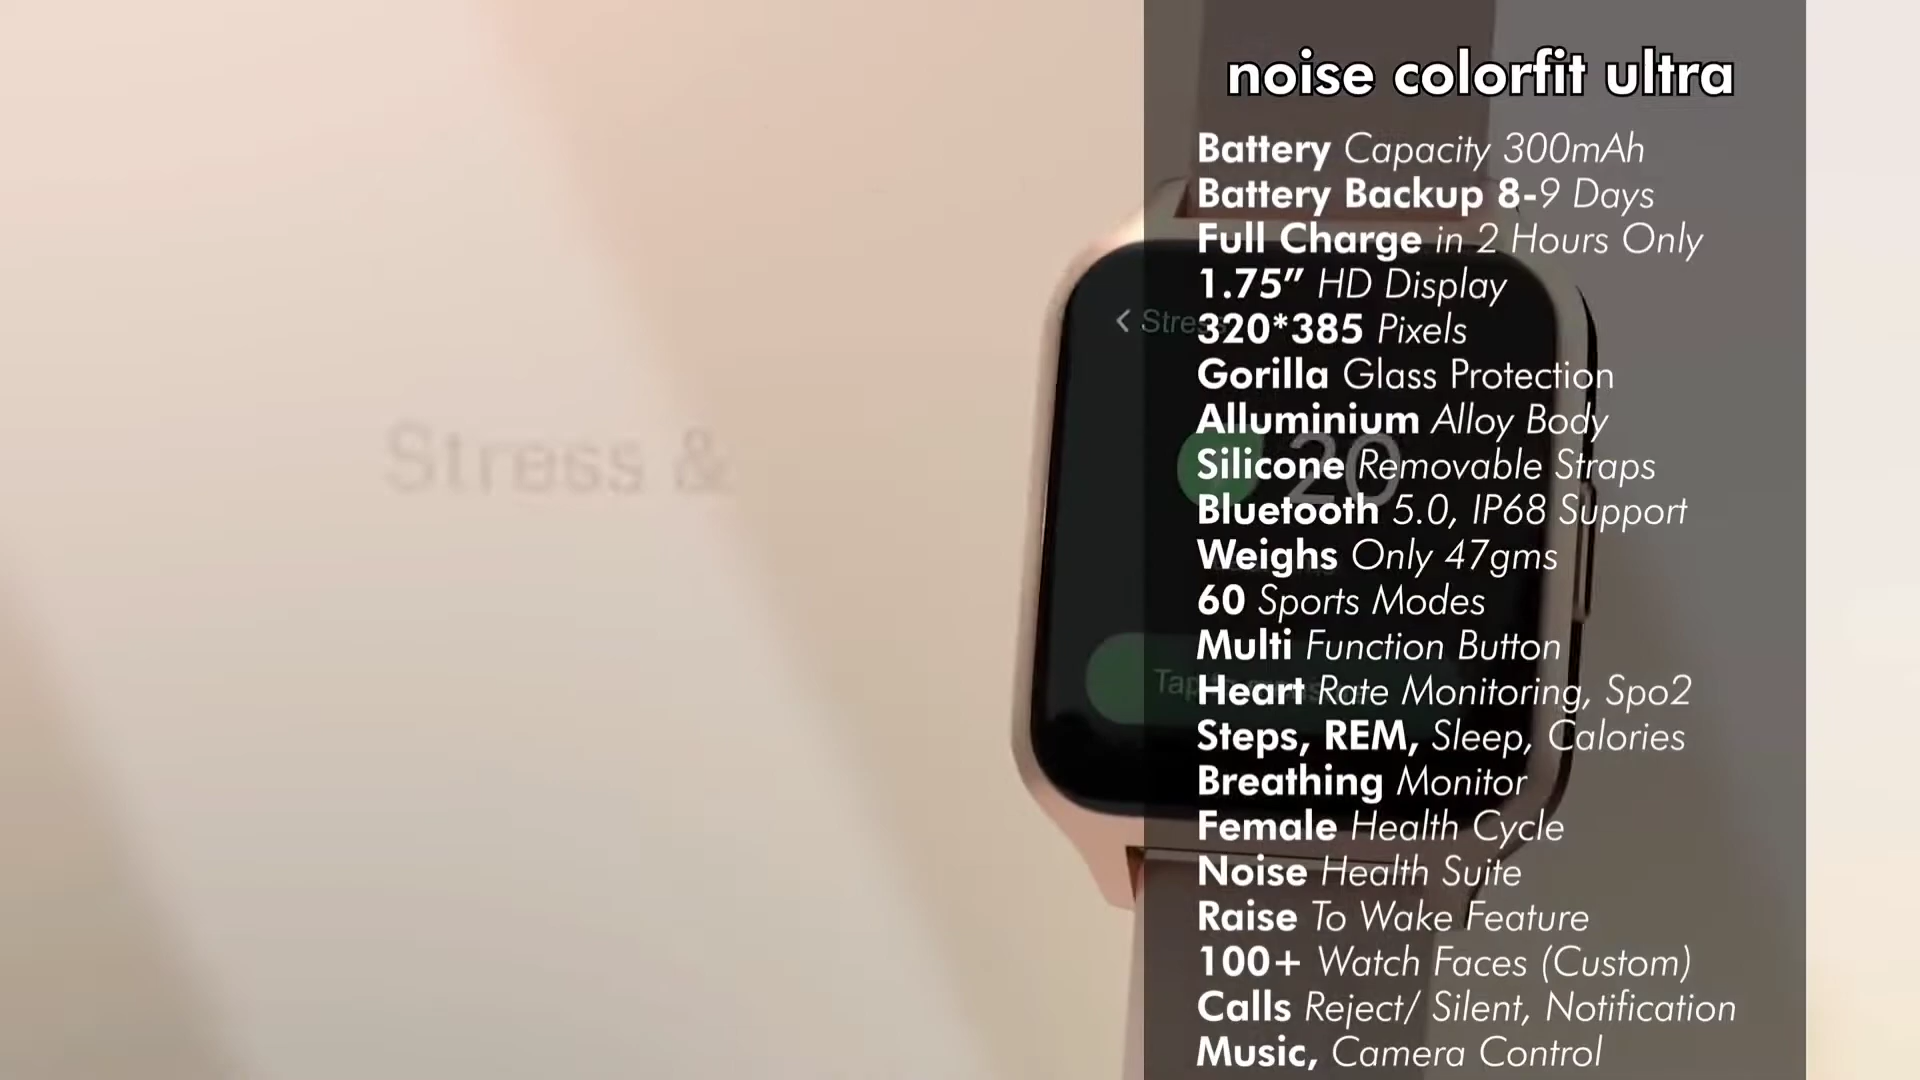 noise colorfit ultra
Battery Capacity 300mAh
Battery Backup 8-9 Days
Full Charge in 2 Hours Only
1.75” HD Display
320*385 Pixels
Gorilla Glass Protection
Alluminium Alloy Body
Silicone Removable Straps
Bluetooth 5.0, IP68 Support
Weighs Only 47gms
60 Sports Modes
Multi Function Button
Heart Rate Monitoring, Spo2
Steps, REM, Sleep, Calories
Breathing Monitor
Female Health Cycle
Noise Health Suite
Raise To Wake Feature
100+ Watch Faces (Custom)
Calls Reject/ Silent, Notification
Music, Camera Control
Stress &
< Stress
20
Tap